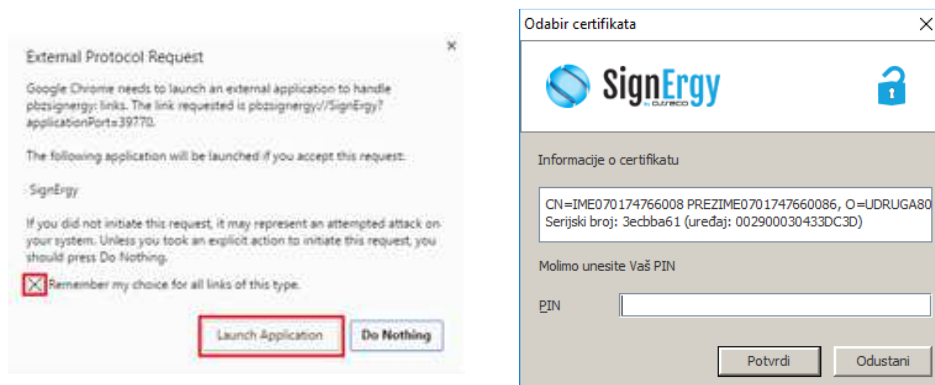 External Protocol Request
Google Chrome needs to launch an external application to handle
pbzsignergy: links. The link requested is pbzsignergy://SignErgy?
applicationPort=39770.
The following application will be launched if you accept this request:
SignErgy
If you did not initiate this request, it may represent an attempted attack on
your system. Unless you took an explicit action to initiate this request, you
should press Do Nothing.
Remember my choice for all links of this type.
Launch Application
Do Nothing
Odabir certifikata
SignErgy
by asseco
Informacije o certifikatu
CN=IME070174766008 PREZIME0701747660086, O=UDRUGA80
Serijski broj: 3ecbba61 (uređaj: 002900030433DC3D)
Molimo unesite Vaš PIN
PIN
Potvrdi
Odustani